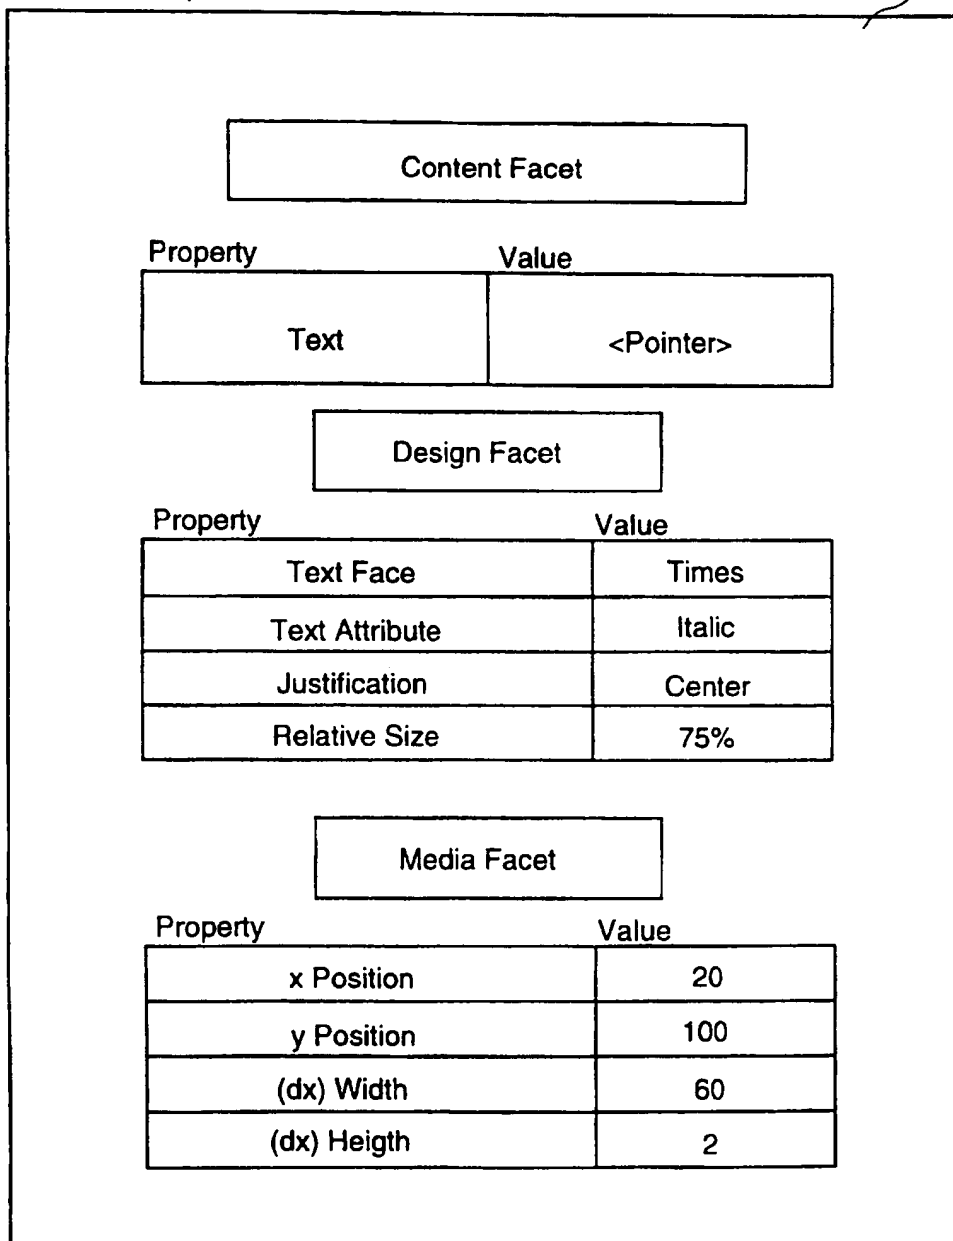 Content Facet
Property Value
Text <Pointer>
Design Facet
Property Value
Text Face Times
Text Attribute Italic
Justification Center
Relative Size 75%
Media Facet
Property Value
x Position 20
y Position 100
(dx) Width 60
(dx) Heigth 2